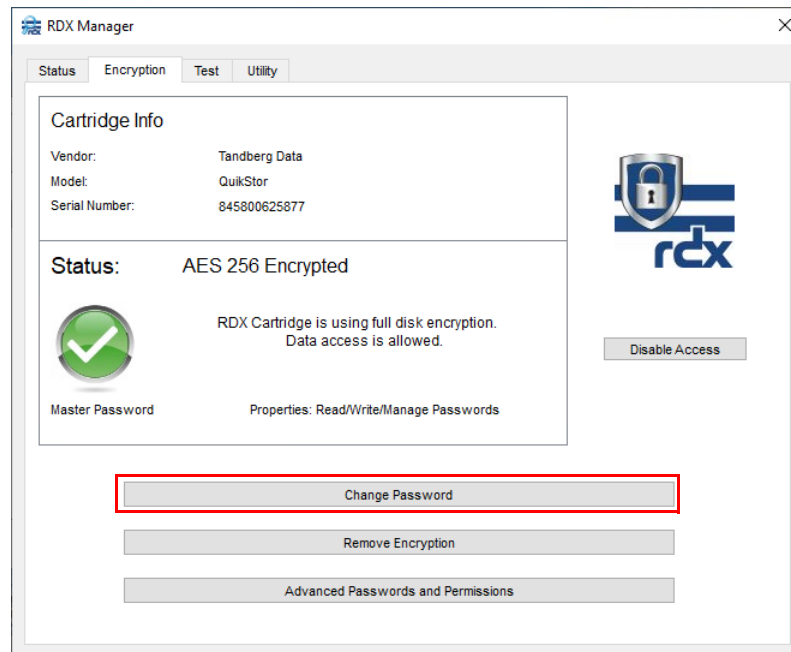 RDX Manager
Status Encryption Test Utility
Cartridge Info
Vendor: Tandberg Data
Model: QuikStor
Serial Number: 845800625877
Status: AES 256 Encrypted
RDX Cartridge is using full disk encryption.
Data access is allowed.
Master Password Properties: Read/Write/Manage Passwords
rdx
Disable Access
Change Password
Remove Encryption
Advanced Passwords and Permissions